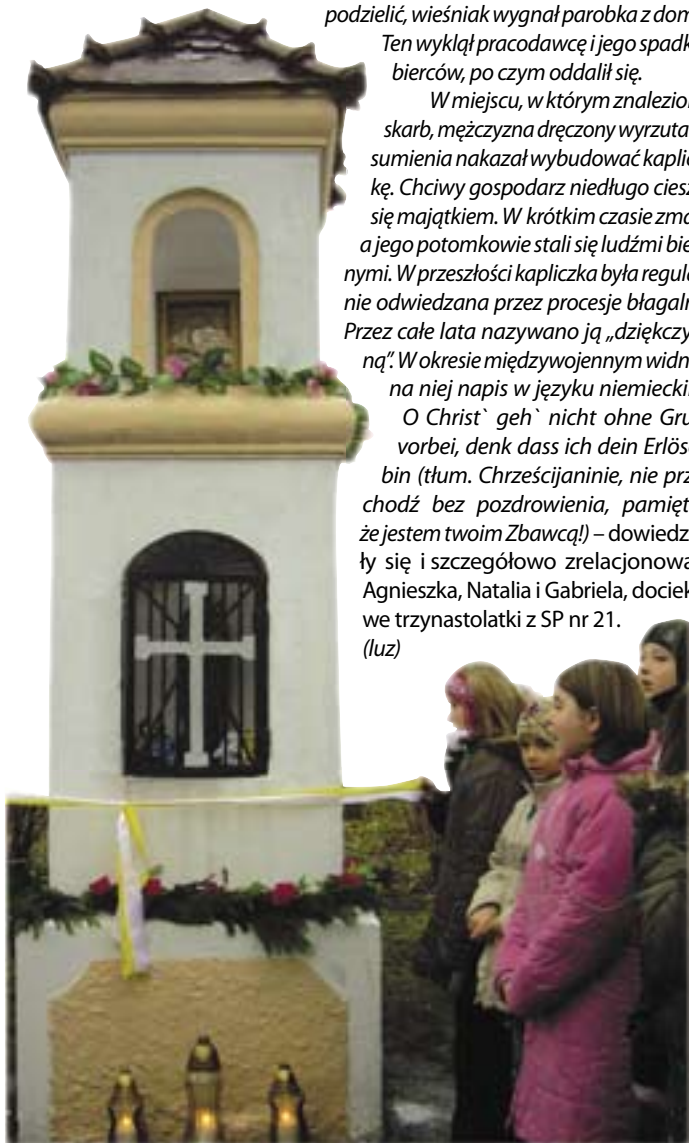 podzielić, wieśniak wygnał parobka z dom
Ten wyklął pracodawcę i jego spadk
bierców, po czym oddalił się.
W miejscu, w którym znalezion
skarb, mężczyzna dręczony wyrzuta
sumienia nakazał wybudować kaplic
kę. Chciwy gospodarz niedługo ciesz
się majątkiem. W krótkim czasie zma
a jego potomkowie stali się ludźmi bie
nymi. W przeszłości kapliczka była regula
nie odwiedzana przez procesje błagaln
Przez całe lata nazywano ją „dziękczy
ną”. W okresie międzywojennym widn
na niej napis w języku niemiecki
O Christ` geh` nicht ohne Gru
vorbei, denk dass ich dein Erlös
bin (tłum. Chrześcijaninie, nie prz
chodź bez pozdrowienia, pamięt
że jestem twoim Zbawcą!) – dowiedz
ły się i szczegółowo zrelacjonowa
Agnieszka, Natalia i Gabriela, dociek
we trzynastolatki z SP nr 21.
(luz)